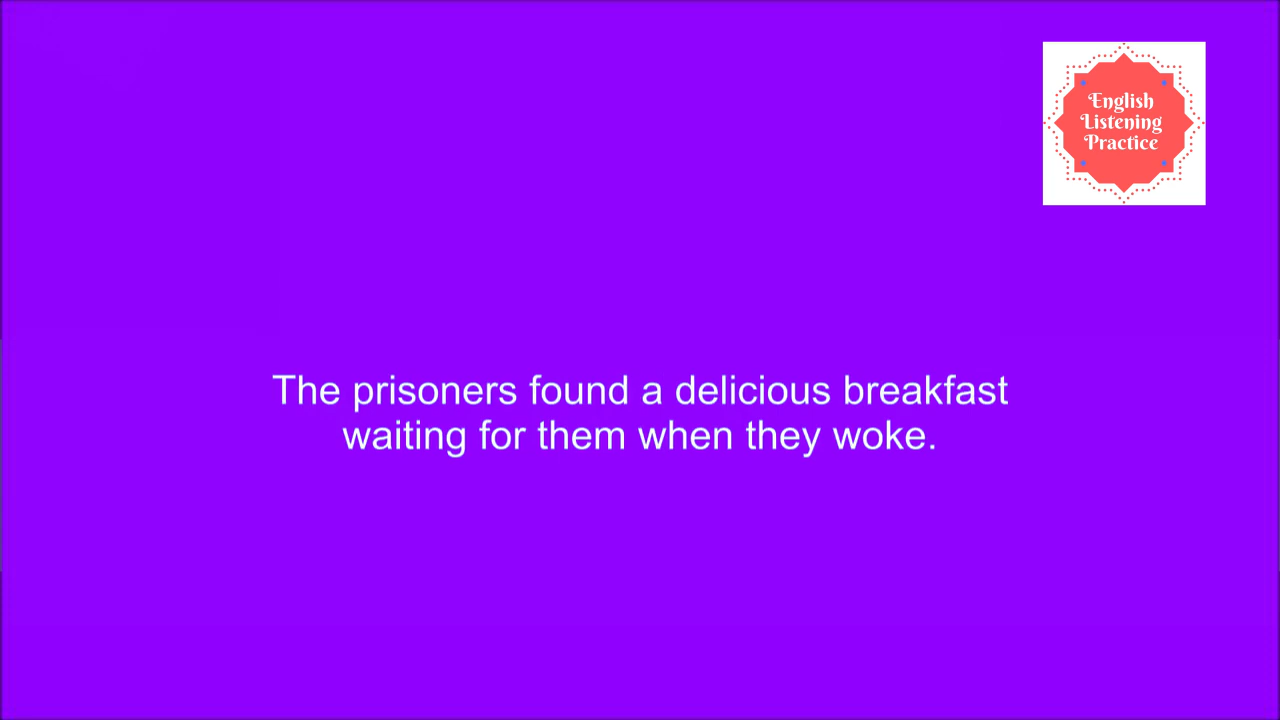 English
Listening
Practice
The prisoners found a delicious breakfast
waiting for them when they woke.